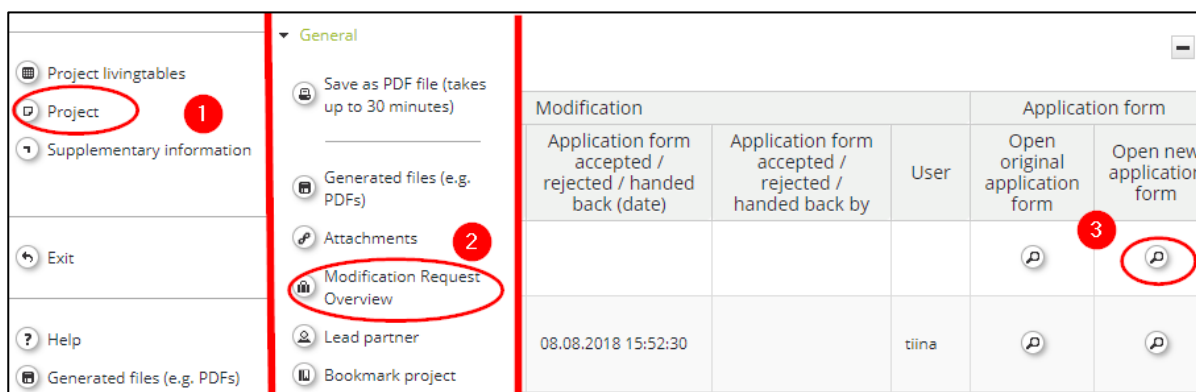 Project livingtables
Project
1
Supplementary information
Exit
Help
Generated files (e.g. PDFs)
General
Save as PDF file (takes
up to 30 minutes)
Generated files (e.g.
PDFs)
Attachments
2
Modification Request
Overview
Lead partner
Bookmark project
Modification
Application form
Application form
accepted /
rejected / handed
back (date)
Application form
accepted /
rejected /
handed back by
User
Open
original
application
form
Open new
application
form
3
08.08.2018 15:52:30
tiina